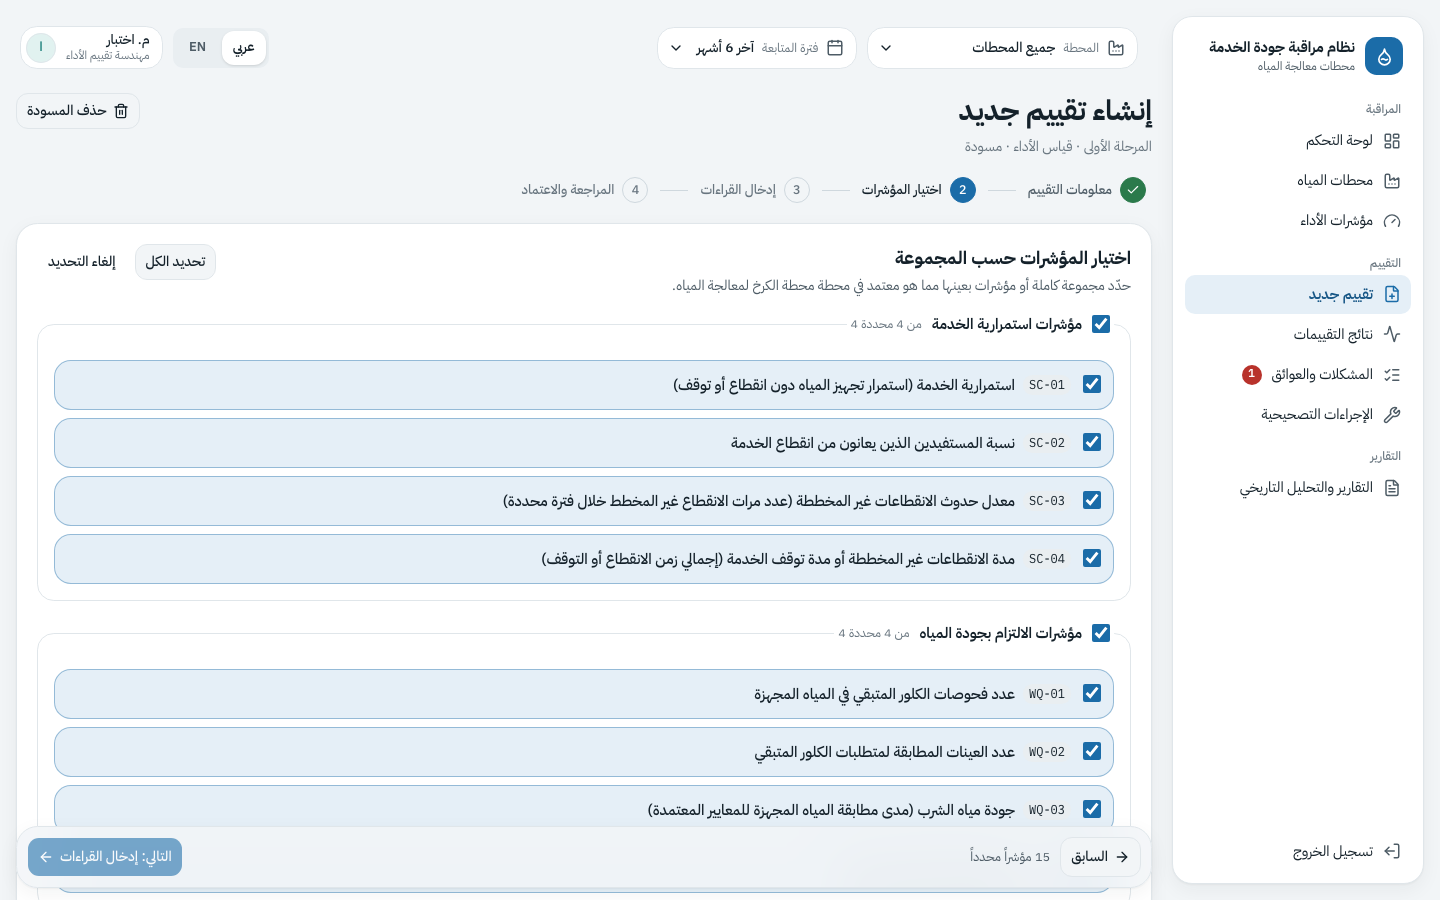 نظام مراقبة جودة الخدمة
محطات معالجة المياه
المراقبة
لوحة التحكم
محطات المياه
مؤشرات الأداء
التقييم
تقييم جديد
نتائج التقييمات
المشكلات والعوائق 1
الإجراءات التصحيحية
التقارير
التقارير والتحليل التاريخي
تسجيل الخروج
المحطة جميع المحطات
فترة المتابعة آخر 6 أشهر
عربي EN
م. اختبار
مهندسة تقييم الأداء
ا
إنشاء تقييم جديد
حذف المسودة
المرحلة الأولى · قياس الأداء · مسودة
معلومات التقييم
2 اختيار المؤشرات
3 إدخال القراءات
4 المراجعة والاعتماد
اختيار المؤشرات حسب المجموعة
تحديد الكل
إلغاء التحديد
حدّد مجموعة كاملة أو مؤشرات بعينها مما هو معتمد في محطة محطة الكرخ لمعالجة المياه.
مؤشرات استمرارية الخدمة من 4 محددة 4
SC-01 استمرارية الخدمة (استمرار تجهيز المياه دون انقطاع أو توقف)
SC-02 نسبة المستفيدين الذين يعانون من انقطاع الخدمة
SC-03 معدل حدوث الانقطاعات غير المخططة (عدد مرات الانقطاع غير المخطط خلال فترة محددة)
SC-04 مدة الانقطاعات غير المخططة أو مدة توقف الخدمة (إجمالي زمن الانقطاع أو التوقف)
مؤشرات الالتزام بجودة المياه من 4 محددة 4
WQ-01 عدد فحوصات الكلور المتبقي في المياه المجهزة
WQ-02 عدد العينات المطابقة لمتطلبات الكلور المتبقي
WQ-03 جودة مياه الشرب (مدى مطابقة المياه المجهزة للمعايير المعتمدة)
السابق
15 مؤشراً محدداً
التالي: إدخال القراءات